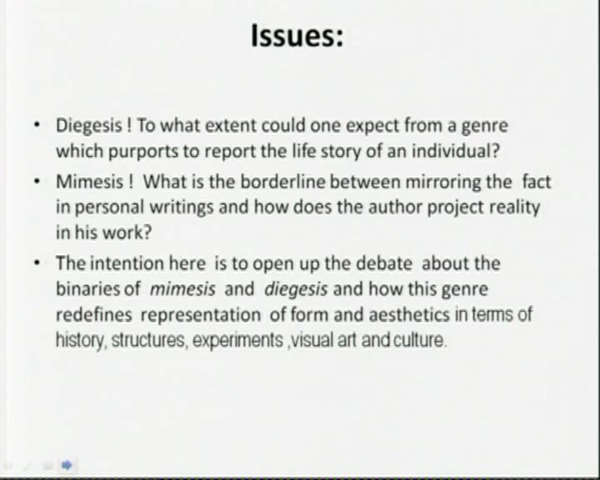 Issues:
• Diegesis ! To what extent could one expect from a genre
which purports to report the life story of an individual?
• Mimesis ! What is the borderline between mirroring the fact
in personal writings and how does the author project reality
in his work?
• The intention here is to open up the debate about the
binaries of mimesis and diegesis and how this genre
redefines representation of form and aesthetics in terms of
history, structures, experiments ,visual art and culture.